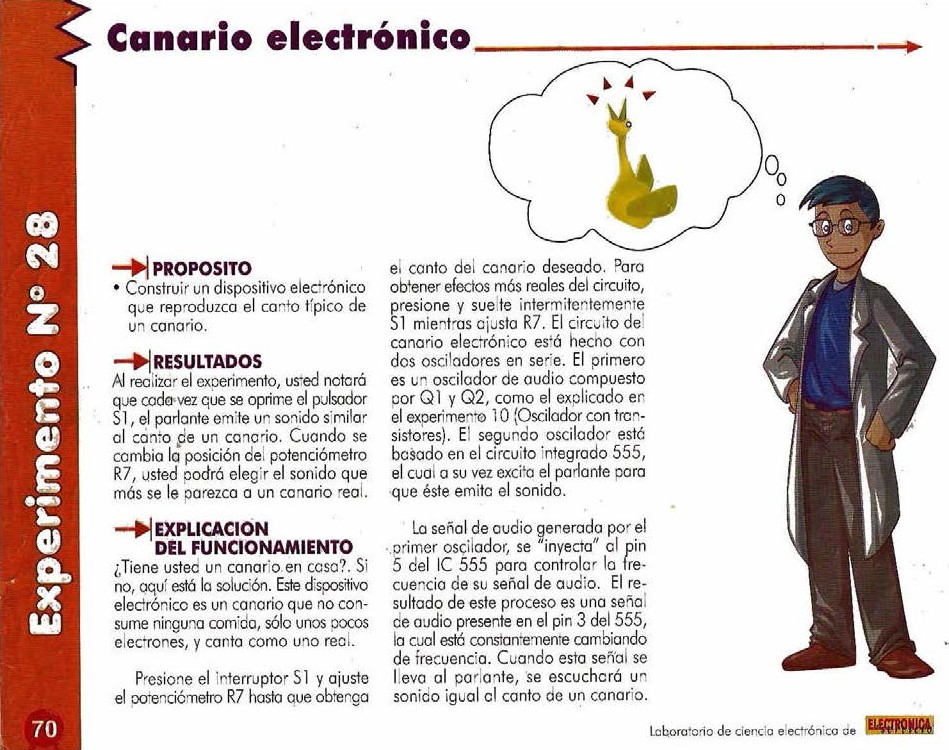 Canario electrónico
Experimento Nº 28
PROPOSITO
• Construir un dispositivo electrónico
que reproduzca el canto típico de
un canario.
RESULTADOS
Al realizar el experimento, usted notará
que cada vez que se oprime el pulsador
S1, el parlante emite un sonido similar
al canto de un canario. Cuando se
cambia la posición del potenciómetro
R7, usted podrá elegir el sonido que
más se le parezca a un canario real.
EXPLICACION
DEL FUNCIONAMIENTO
¿Tiene usted un canario en casa?. Si
no, aquí está la solución. Este dispositivo
electrónico es un canario que no con-
sume ninguna comida, sólo unos pocos
electrones, y canta como uno real.
Presione el interruptor S1 y ajuste
el potenciómetro R7 hasta que obtenga
el canto del canario deseado. Para
obtener efectos más reales del circuito,
presione y suelte intermitentemente
S1 mientras ajusta R7. El circuito del
canario electrónico está hecho con
dos osciladores en serie. El primero
es un oscilador de audio compuesto
por Q1 y Q2, como el explicado en
el experimento 10 (Oscilador con tran-
sistores). El segundo oscilador está
basado en el circuito integrado 555,
el cual a su vez excita el parlante para
que éste emita el sonido.
La señal de audio generada por el
primer oscilador, se "inyecta" al pin
5 del IC 555 para controlar la fre-
cuencia de su señal de audio. El re-
sultado de este proceso es una señal
de audio presente en el pin 3 del 555,
la cual está constantemente cambiando
de frecuencia. Cuando esta señal se
lleva al parlante, se escuchará un
sonido igual al canto de un canario.
70
Laboratorio de ciencia electrónica de
ELECTRONICA